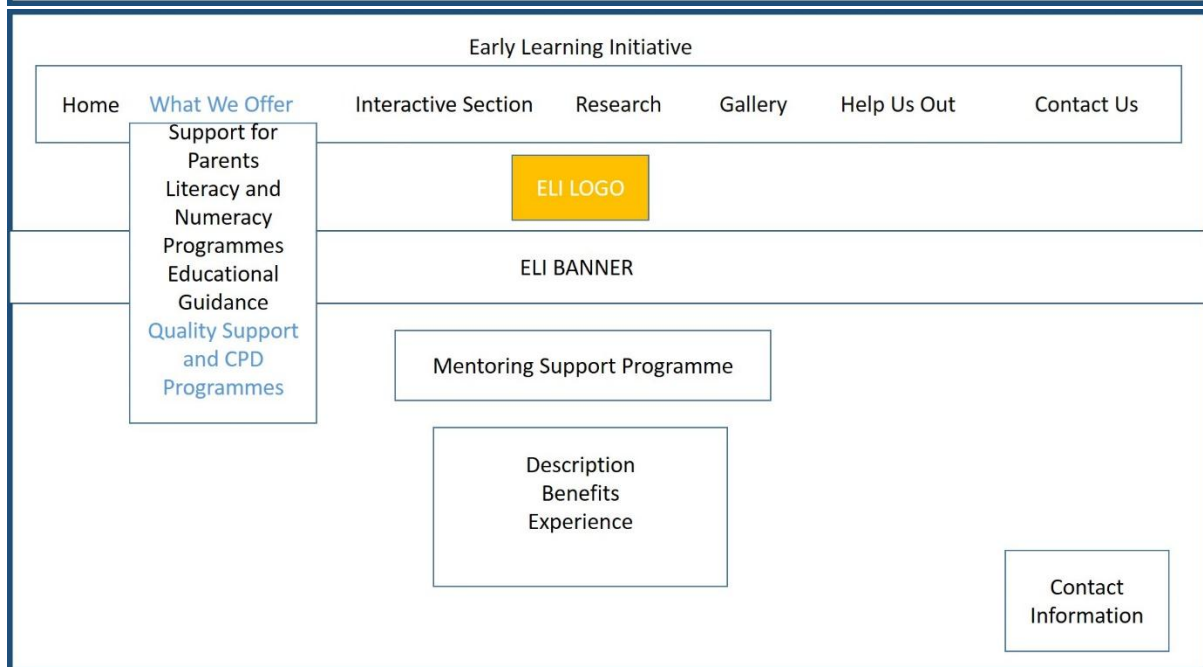 Early Learning Initiative
Home What We Offer Interactive Section Research Gallery Help Us Out Contact Us
Support for
Parents
Literacy and
Numeracy
Programmes
Educational
Guidance
Quality Support
and CPD
Programmes
ELI LOGO
ELI BANNER
Mentoring Support Programme
Description
Benefits
Experience
Contact
Information